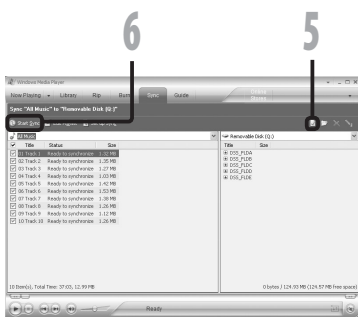 6
5
Windows Media Player
Now Playing Library Rip Burn Sync Guide Online Stores
Sync "All Music" to "Removable Disk (G:)"
Start Sync
All Music
Removable Disk (G:)
Title Status Size
Title Size
01 Track 1 Ready to synchronize 1.32 MB
02 Track 2 Ready to synchronize 1.35 MB
03 Track 3 Ready to synchronize 1.27 MB
04 Track 4 Ready to synchronize 1.03 MB
05 Track 5 Ready to synchronize 1.42 MB
06 Track 6 Ready to synchronize 1.53 MB
07 Track 7 Ready to synchronize 1.38 MB
08 Track 8 Ready to synchronize 1.26 MB
09 Track 9 Ready to synchronize 1.12 MB
10 Track 10 Ready to synchronize 1.26 MB
DSS_FLDA
DSS_FLDB
DSS_FLDC
DSS_FLDD
DSS_FLDE
10 Item(s), Total Time: 37:03, 12.99 MB
0 bytes / 124.93 MB (124.57 MB free space)
Ready